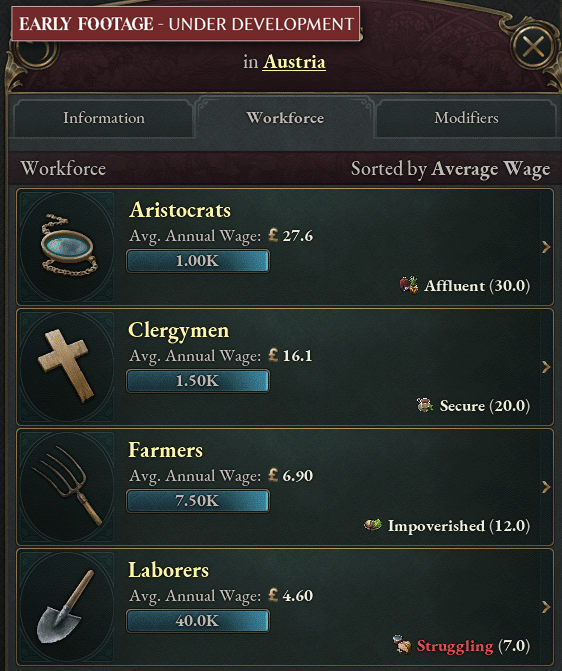 EARLY FOOTAGE - UNDER DEVELOPMENT
in Austria
Information
Workforce
Modifiers
Workforce
Sorted by Average Wage
Aristocrats
Avg. Annual Wage: £ 27.6
1.00K
Affluent (30.0)
Clergymen
Avg. Annual Wage: £ 16.1
1.50K
Secure (20.0)
Farmers
Avg. Annual Wage: £ 6.90
7.50K
Impoverished (12.0)
Laborers
Avg. Annual Wage: £ 4.60
40.0K
Struggling (7.0)